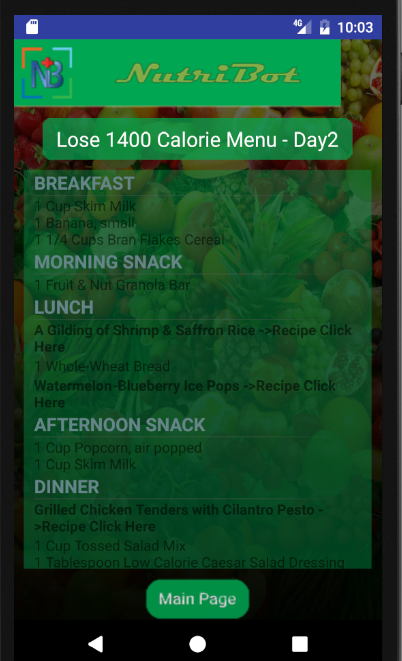 4G 10:03
NB NutriBot
Lose 1400 Calorie Menu - Day2
BREAKFAST
1 Cup Skim Milk
1 Banana, small
1 1/4 Cups Bran Flakes Cereal
MORNING SNACK
1 Fruit & Nut Granola Bar
LUNCH
A Gilding of Shrimp & Saffron Rice ->Recipe Click
Here
1 Whole-Wheat Bread
Watermelon-Blueberry Ice Pops ->Recipe Click
Here
AFTERNOON SNACK
1 Cup Popcorn, air popped
1 Cup Skim Milk
DINNER
Grilled Chicken Tenders with Cilantro Pesto -
>Recipe Click Here
1 Cup Tossed Salad Mix
1 Tablespoon Low Calorie Caesar Salad Dressing
Main Page